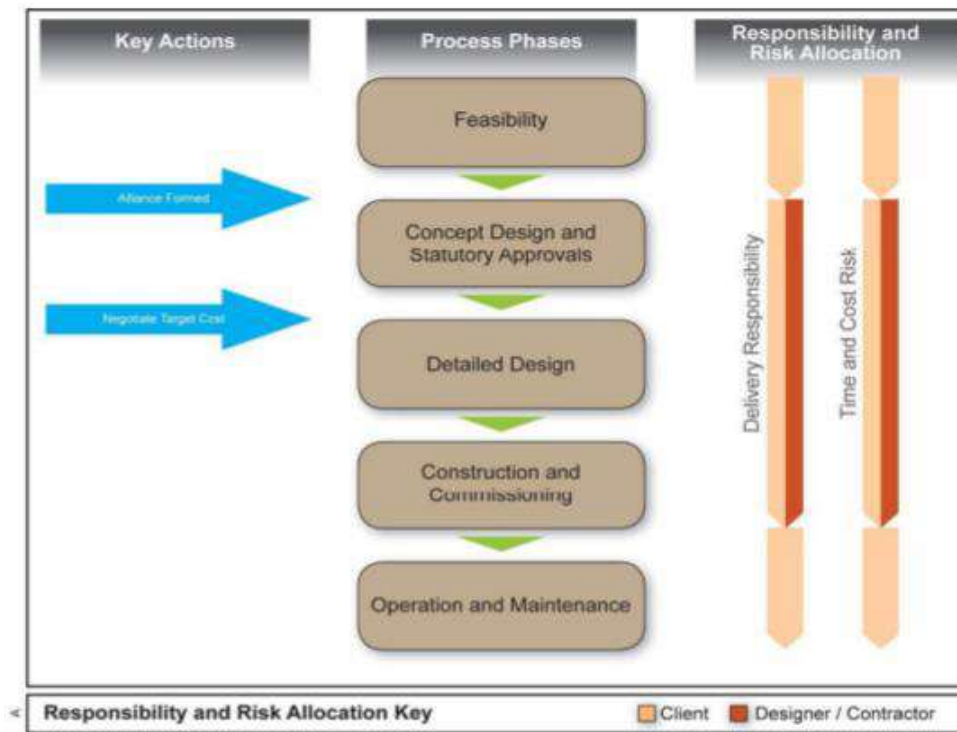 Key Actions
Process Phases
Responsibility and
Risk Allocation
Feasibility
Alliance Formed
Concept Design and
Statutory Approvals
Negotiate Target Cost
Detailed Design
Construction and
Commissioning
Operation and Maintenance
Delivery Responsibility
Time and Cost Risk
A
Responsibility and Risk Allocation Key
Client
Designer / Contractor